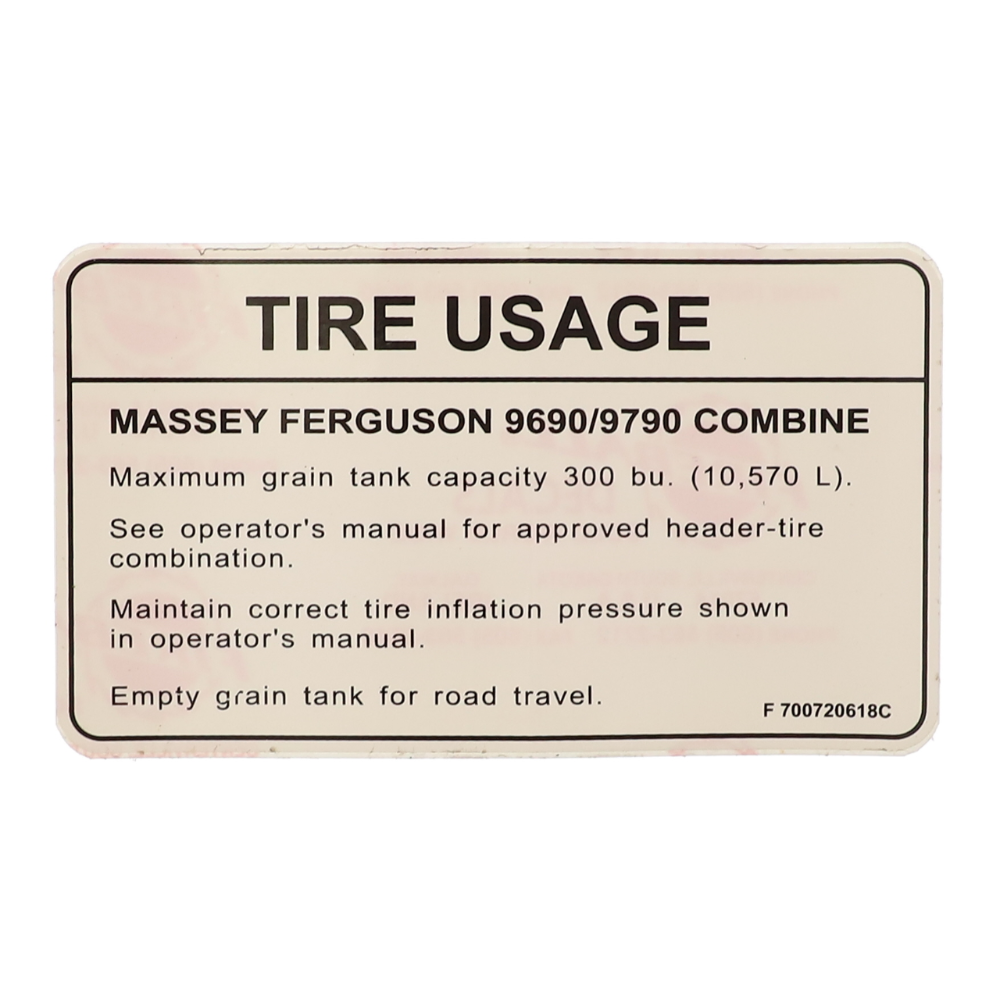 TIRE USAGE
MASSEY FERGUSON 9690/9790 COMBINE
Maximum grain tank capacity 300 bu. (10,570 L).
See operator's manual for approved header-tire
combination.
Maintain correct tire inflation pressure shown
in operator's manual.
Empty grain tank for road travel.
F 700720618C